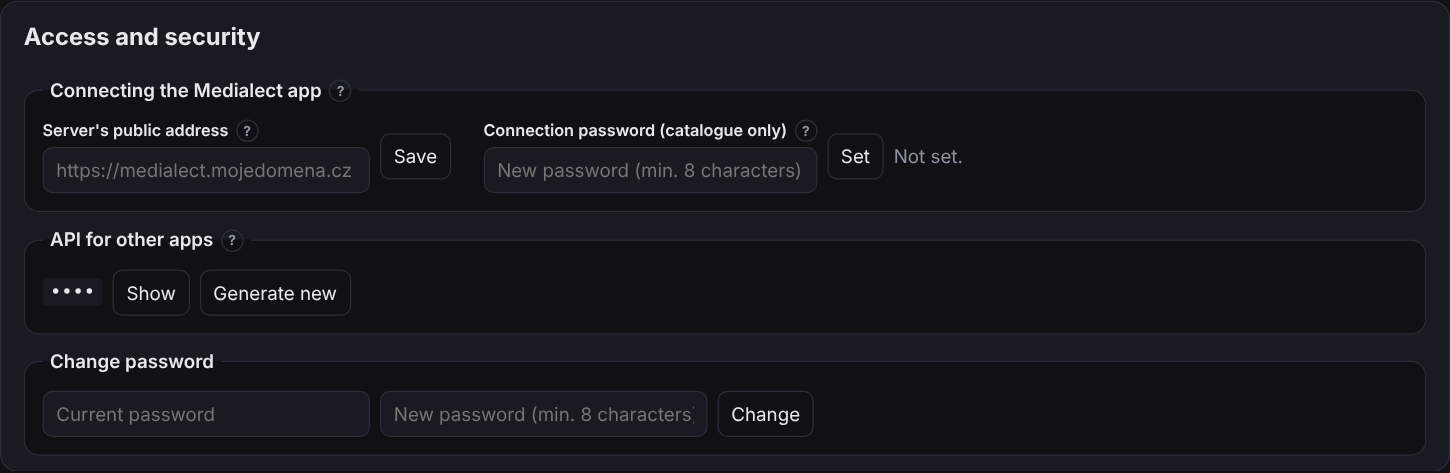 Access and security
Connecting the Medialect app ?
Server's public address ?
https://medialect.mojedomena.cz
Save
Connection password (catalogue only) ?
New password (min. 8 characters)
Set
Not set.
API for other apps ?
••••
Show
Generate new
Change password
Current password
New password (min. 8 characters)
Change